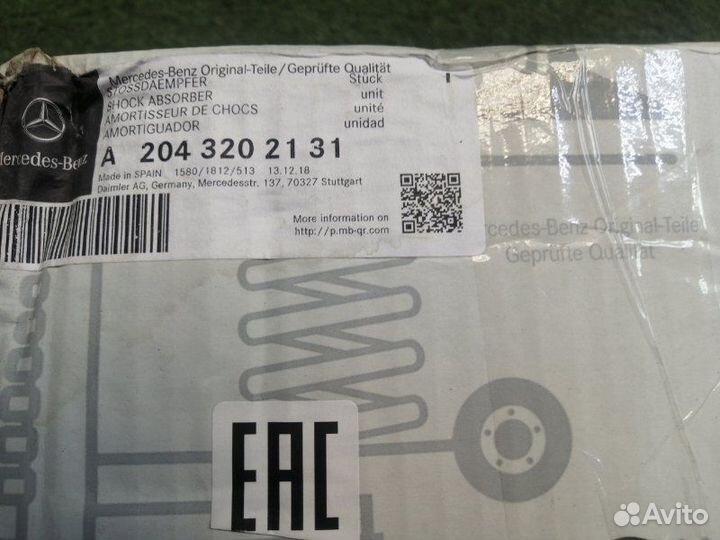 Mercedes-Benz Original-Teile/Geprüfte Qualität
STOSSDAEMPFER Stück
SHOCK ABSORBER unit
AMORTISSEUR DE CHOCS unité
AMORTIGUADOR unidad
1
Mercedes-Benz
A 204 320 21 31
Made in SPAIN 1580/1812/513 13.12.18
Daimler AG, Germany, Mercedesstr. 137, 70327 Stuttgart
More information on
http://p.mb-qr.com
Mercedes-Benz Original-Teile
Geprüfte Qualität
EAC
Avito